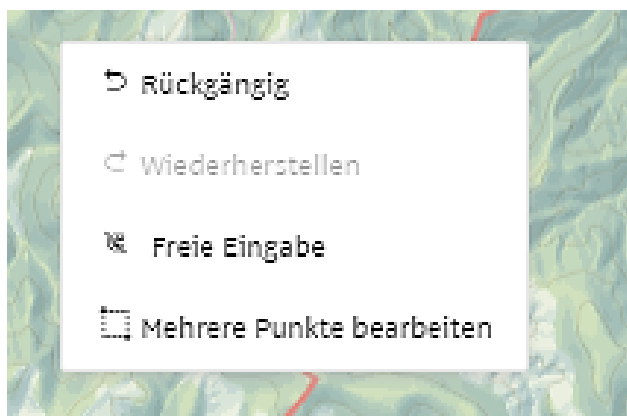 Rückgängig
Wiederherstellen
Freie Eingabe
Mehrere Punkte bearbeiten